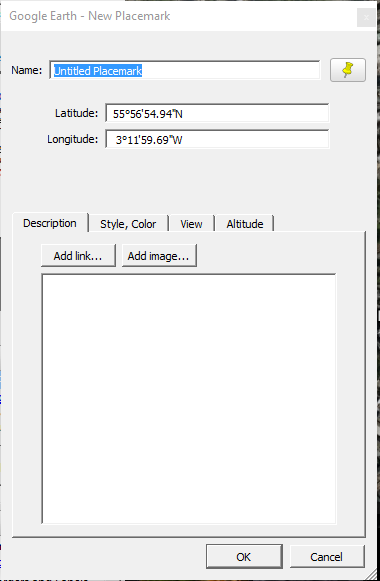 Google Earth - New Placemark
x
Name: Untitled Placemark
Latitude: 55°56'54.94"N
Longitude: 3°11'59.69"W
Description Style, Color View Altitude
Add link... Add image...
OK Cancel